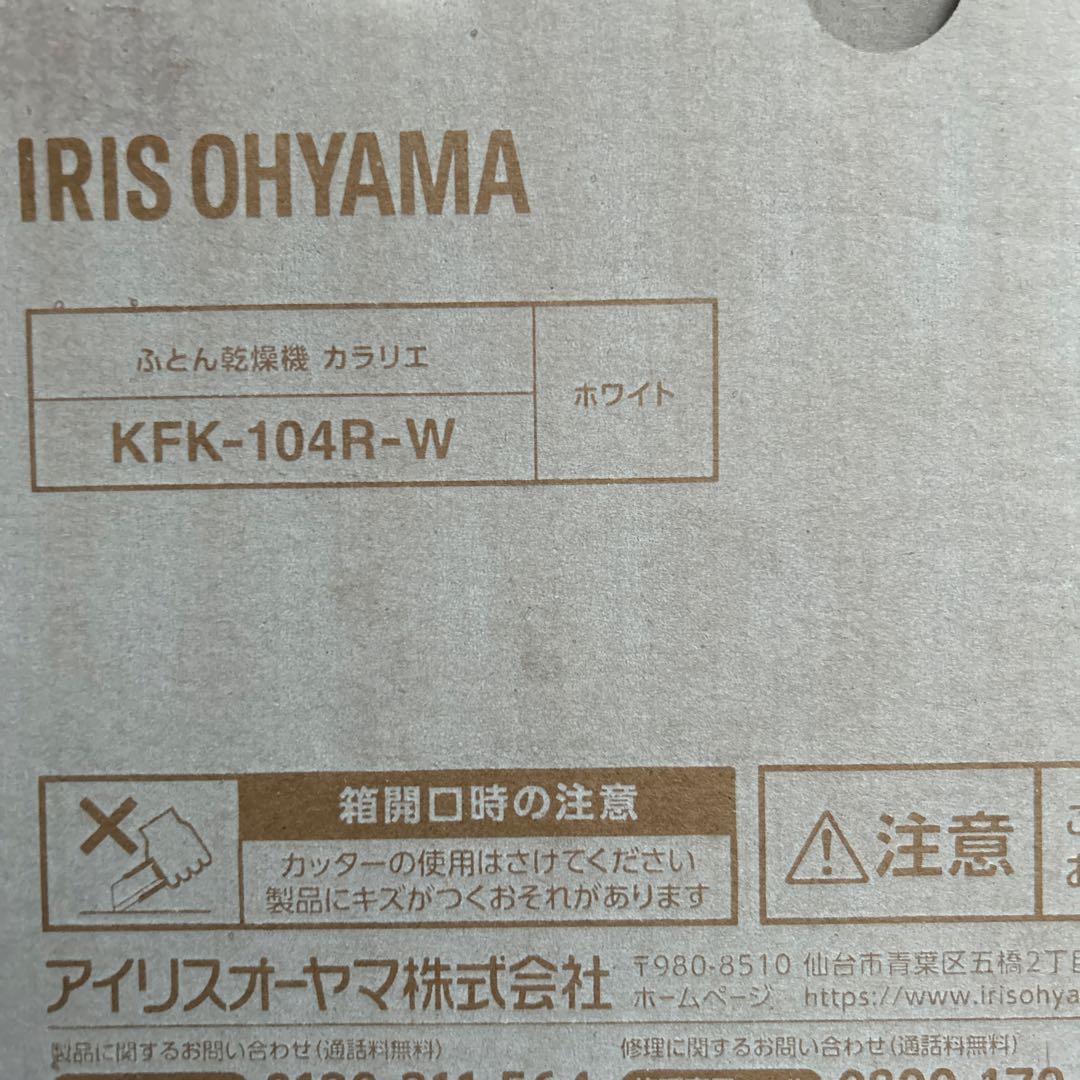 IRIS OHYAMA
ふとん乾燥機 カラリエ
KFK-104R-W
ホワイト
箱開口時の注意
カッターの使用はさけてください
製品にキズがつくおそれがあります
注意
アイリスオーヤマ株式会社
〒980-8510 仙台市青葉区五橋2丁目
ホームページ https://www.irisohya
製品に関するお問い合わせ(通話料無料)
修理に関するお問い合わせ(通話料無料)